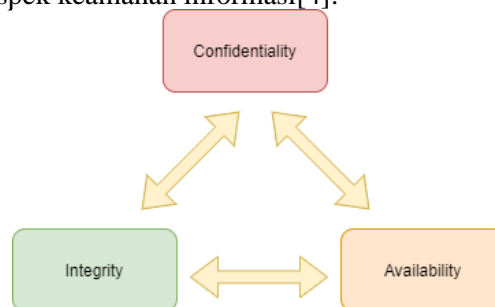 spek keamanan informasi[4].
Confidentiality
Integrity
Availability